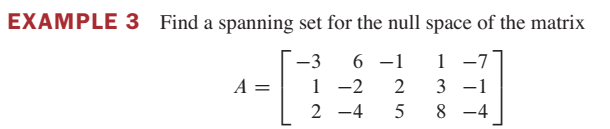 EXAMPLE 3 Find a spanning set for the null space of the matrix
-3 6 -1 1 -7
A = 1 -2 2 3 -1
2 -4 5 8 -4